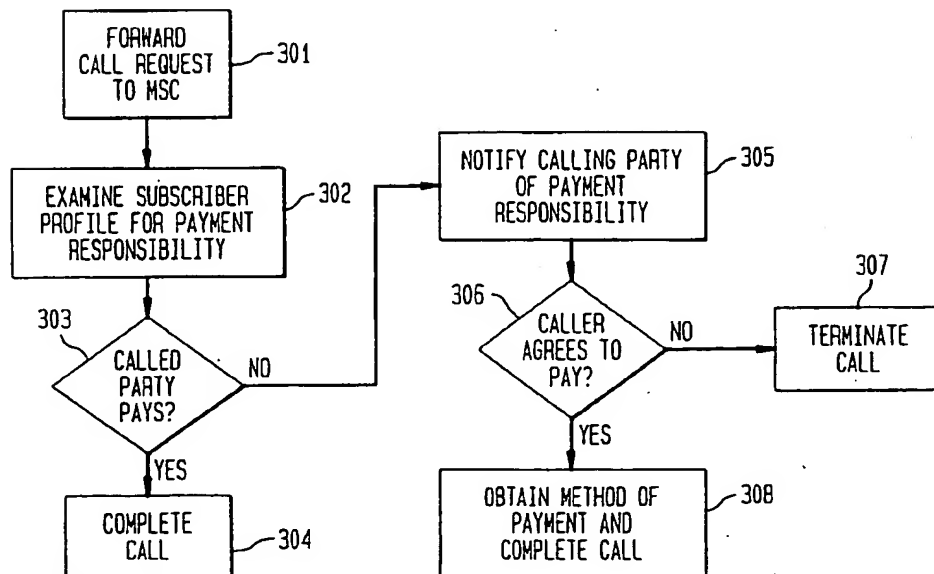 FORWARD
CALL REQUEST
TO MSC
301
EXAMINE SUBSCRIBER
PROFILE FOR PAYMENT
RESPONSIBILITY
302
303
CALLED
PARTY
PAYS?
NO
YES
COMPLETE
CALL
304
NOTIFY CALLING PARTY
OF PAYMENT
RESPONSIBILITY
305
306
CALLER
AGREES TO
PAY?
NO
YES
307
TERMINATE
CALL
OBTAIN METHOD OF
PAYMENT AND
COMPLETE CALL
308